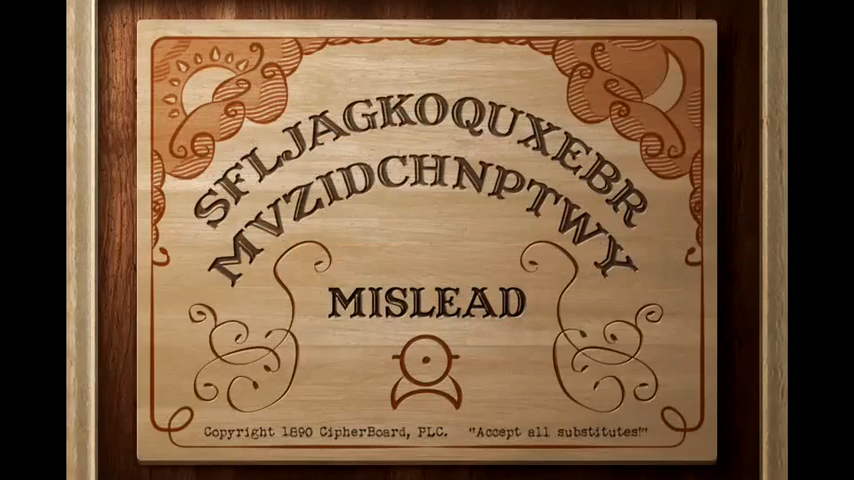 SFLJAGKOQUXEBR
MVZIDCHNPTWY
MISLEAD
Copyright 1890 CipherBoard, PLC. "Accept all substitutes!"